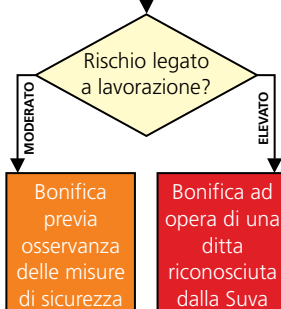 Rischio legato
a lavorazione?
MODERATO
ELEVATO
Bonifica
previa
osservanza
delle misure
di sicurezza
Bonifica ad
opera di una
ditta
riconosciuta
dalla Suva